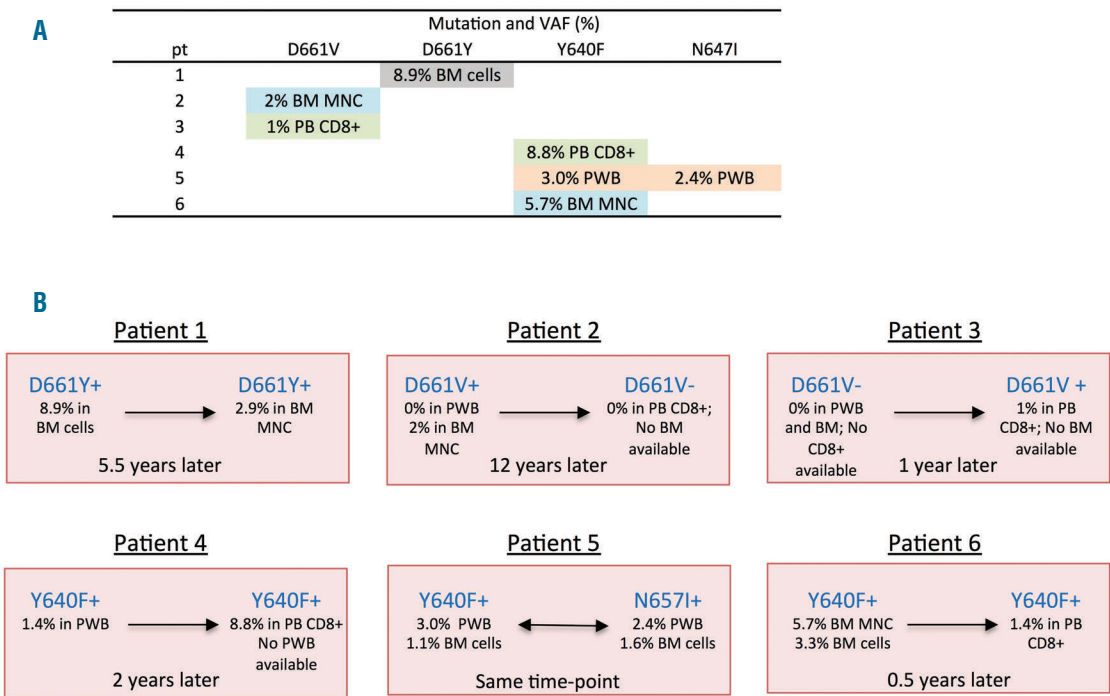 A
Mutation and VAF (%)
pt D661V D661Y Y640F N647I
1 8.9% BM cells
2 2% BM MNC
3 1% PB CD8+
4 8.8% PB CD8+
5 3.0% PWB 2.4% PWB
6 5.7% BM MNC
B
Patient 1
D661Y+
8.9% in
BM cells
D661Y+
2.9% in BM
MNC
5.5 years later
Patient 2
D661V+
0% in PWB
2% in BM
MNC
D661V-
0% in PB CD8+;
No BM
available
12 years later
Patient 3
D661V-
0% in PWB
and BM; No
CD8+
available
D661V +
1% in PB
CD8+; No BM
available
1 year later
Patient 4
Y640F+
1.4% in PWB
Y640F+
8.8% in PB CD8+
No PWB
available
2 years later
Patient 5
Y640F+
3.0% PWB
1.1% BM cells
N657I+
2.4% PWB
1.6% BM cells
Same time-point
Patient 6
Y640F+
5.7% BM MNC
3.3% BM cells
Y640F+
1.4% in PB
CD8+
0.5 years later